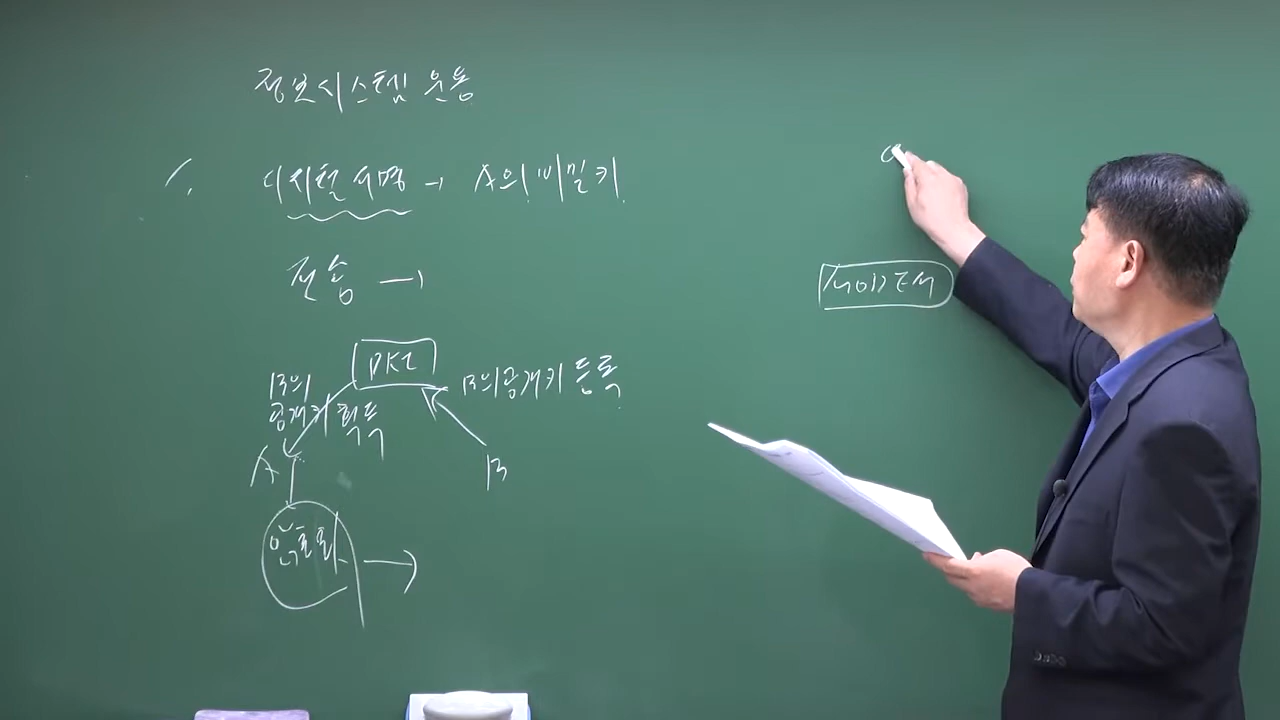 정보시스템 운용
1.
디지털 서명 → A의 비밀키
전송 →
PKI
B의
공개키 획득
B의 공개키 등록
A
B
암호화